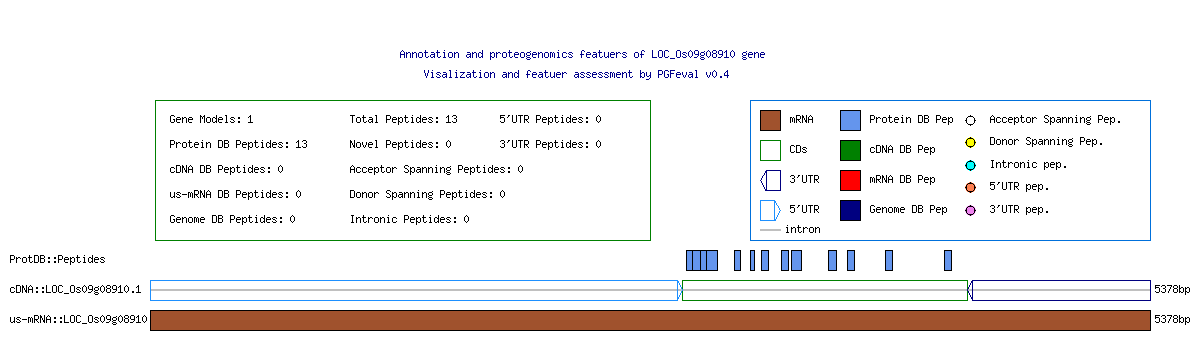 Annotation and proteogenomics featuers of LOC_Os09g08910 gene
Visalization and featuer assessment by PGFeval v0.4
Gene Models: 1 Total Peptides: 13 5'UTR Peptides: 0
Protein DB Peptides: 13 Novel Peptides: 0 3'UTR Peptides: 0
cDNA DB Peptides: 0 Acceptor Spanning Peptides: 0
us-mRNA DB Peptides: 0 Donor Spanning Peptides: 0
Genome DB Peptides: 0 Intronic Peptides: 0
mRNA Protein DB Pep Acceptor Spanning Pep.
CDs cDNA DB Pep Donor Spanning Pep.
3'UTR mRNA DB Pep Intronic pep.
5'UTR Genome DB Pep 5'UTR pep.
intron 3'UTR pep.
ProtDB::Peptides
cDNA::LOC_Os09g08910.1 5378bp
us-mRNA::LOC_Os09g08910 5378bp